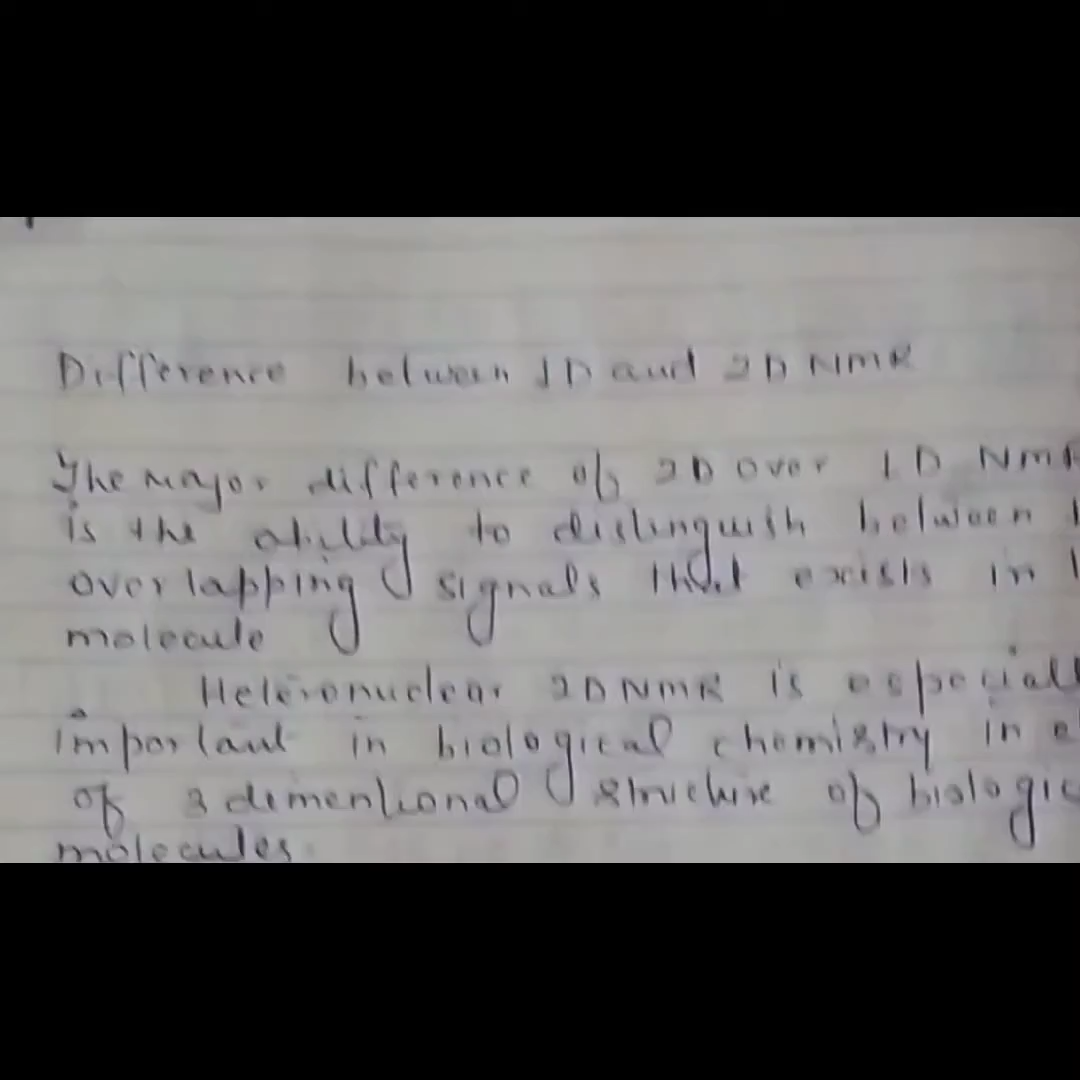 Difference between 1D and 2D NMR
The major difference of 2D over 1D NMR
is the ability to distinguish between
overlapping signals that exists in
molecule
Heteronuclear 2D NMR is especiall
important in biological chemistry in
of 3 dimentional structure of biologic
molecules.